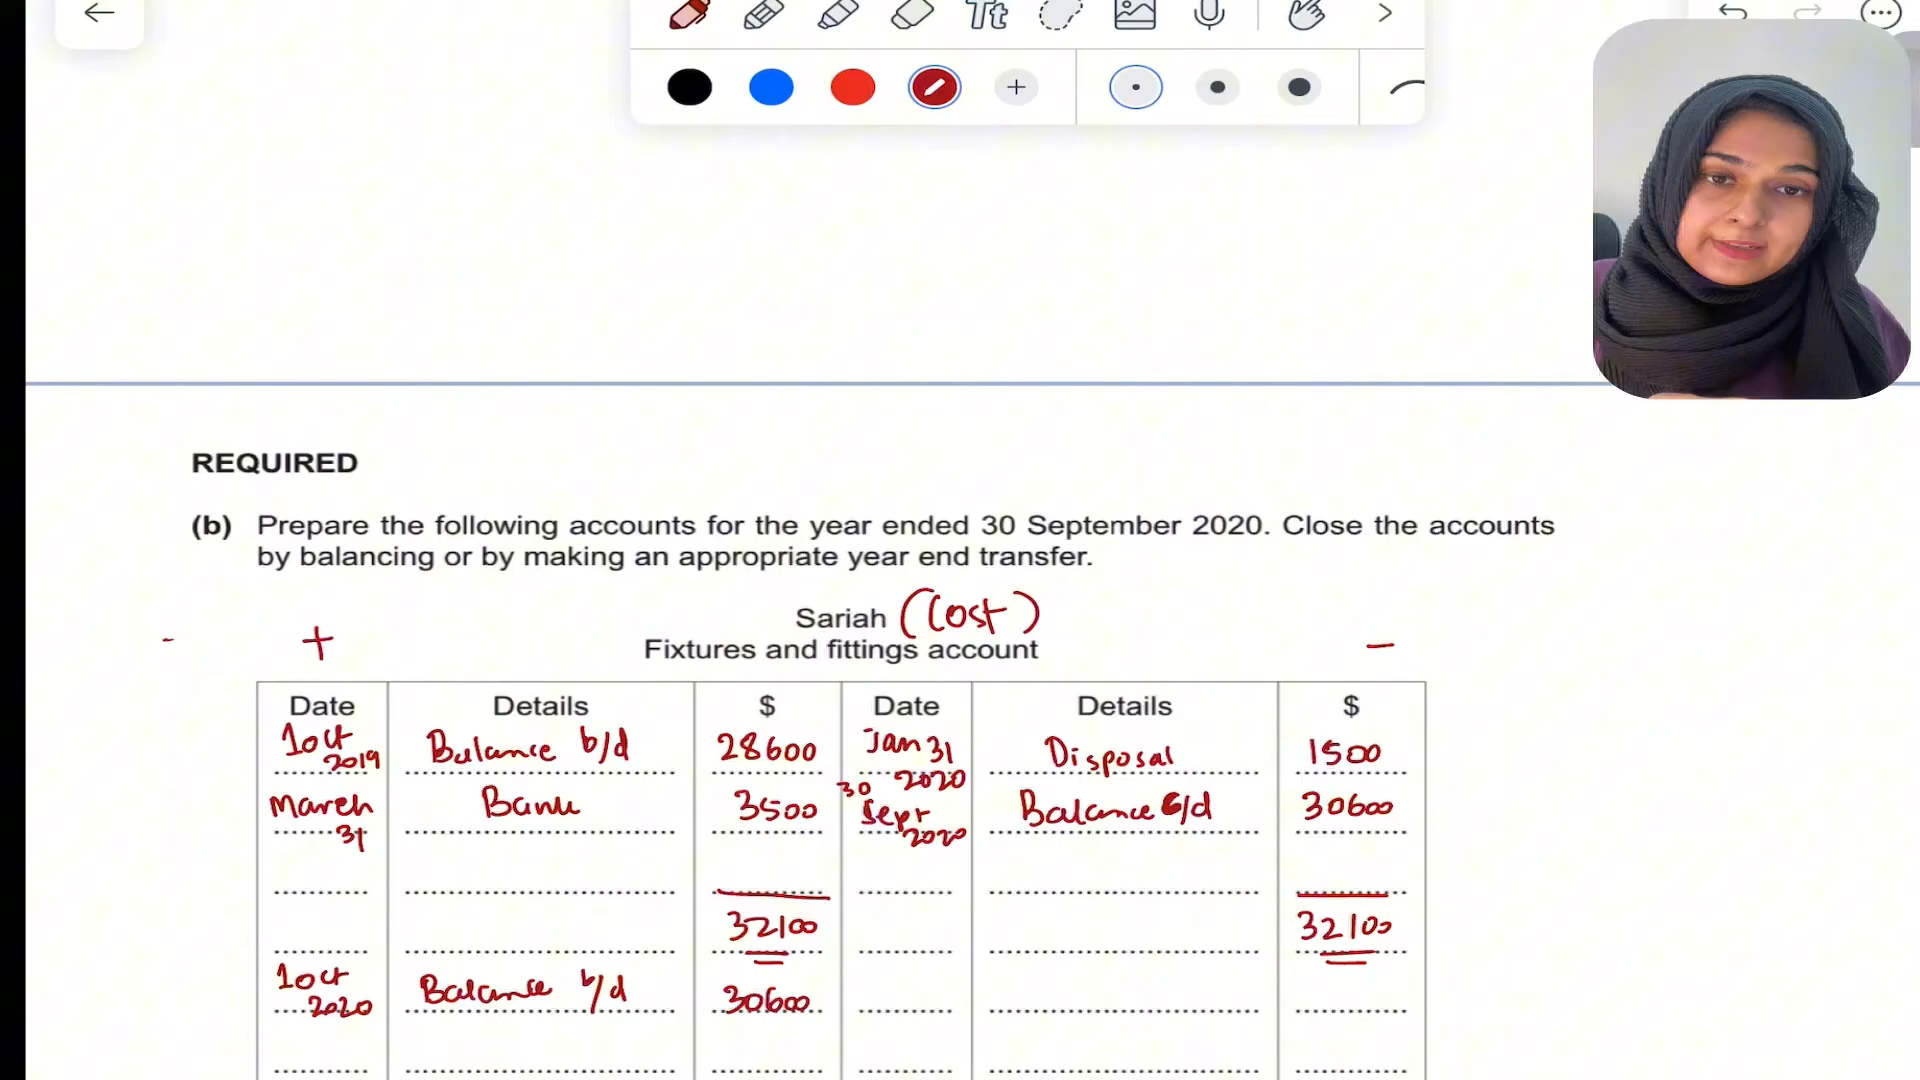 Tt
REQUIRED
(b) Prepare the following accounts for the year ended 30 September 2020. Close the accounts
by balancing or by making an appropriate year end transfer.
Sariah (Cost)
+ Fixtures and fittings account -
Date Details $ Date Details $
1 Oct 2019 Balance b/d 28600 Jan 31 2020 Disposal 1500
March 31 Bank 3500 30 Sept 2020 Balance c/d 30600
32100 32100
1 Oct 2020 Balance b/d 30600